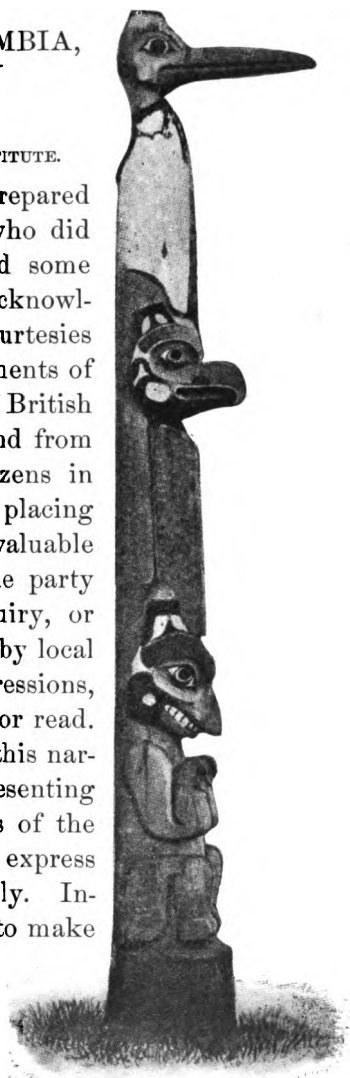 MBIA,
TITUTE.
repared
who did
d some
cknowl-
urtesies
nents of
British
nd from
zens in
placing
valuable
e party
uiry, or
by local
ressions,
or read.
this nar-
esenting
s of the
express
ly. In-
to make